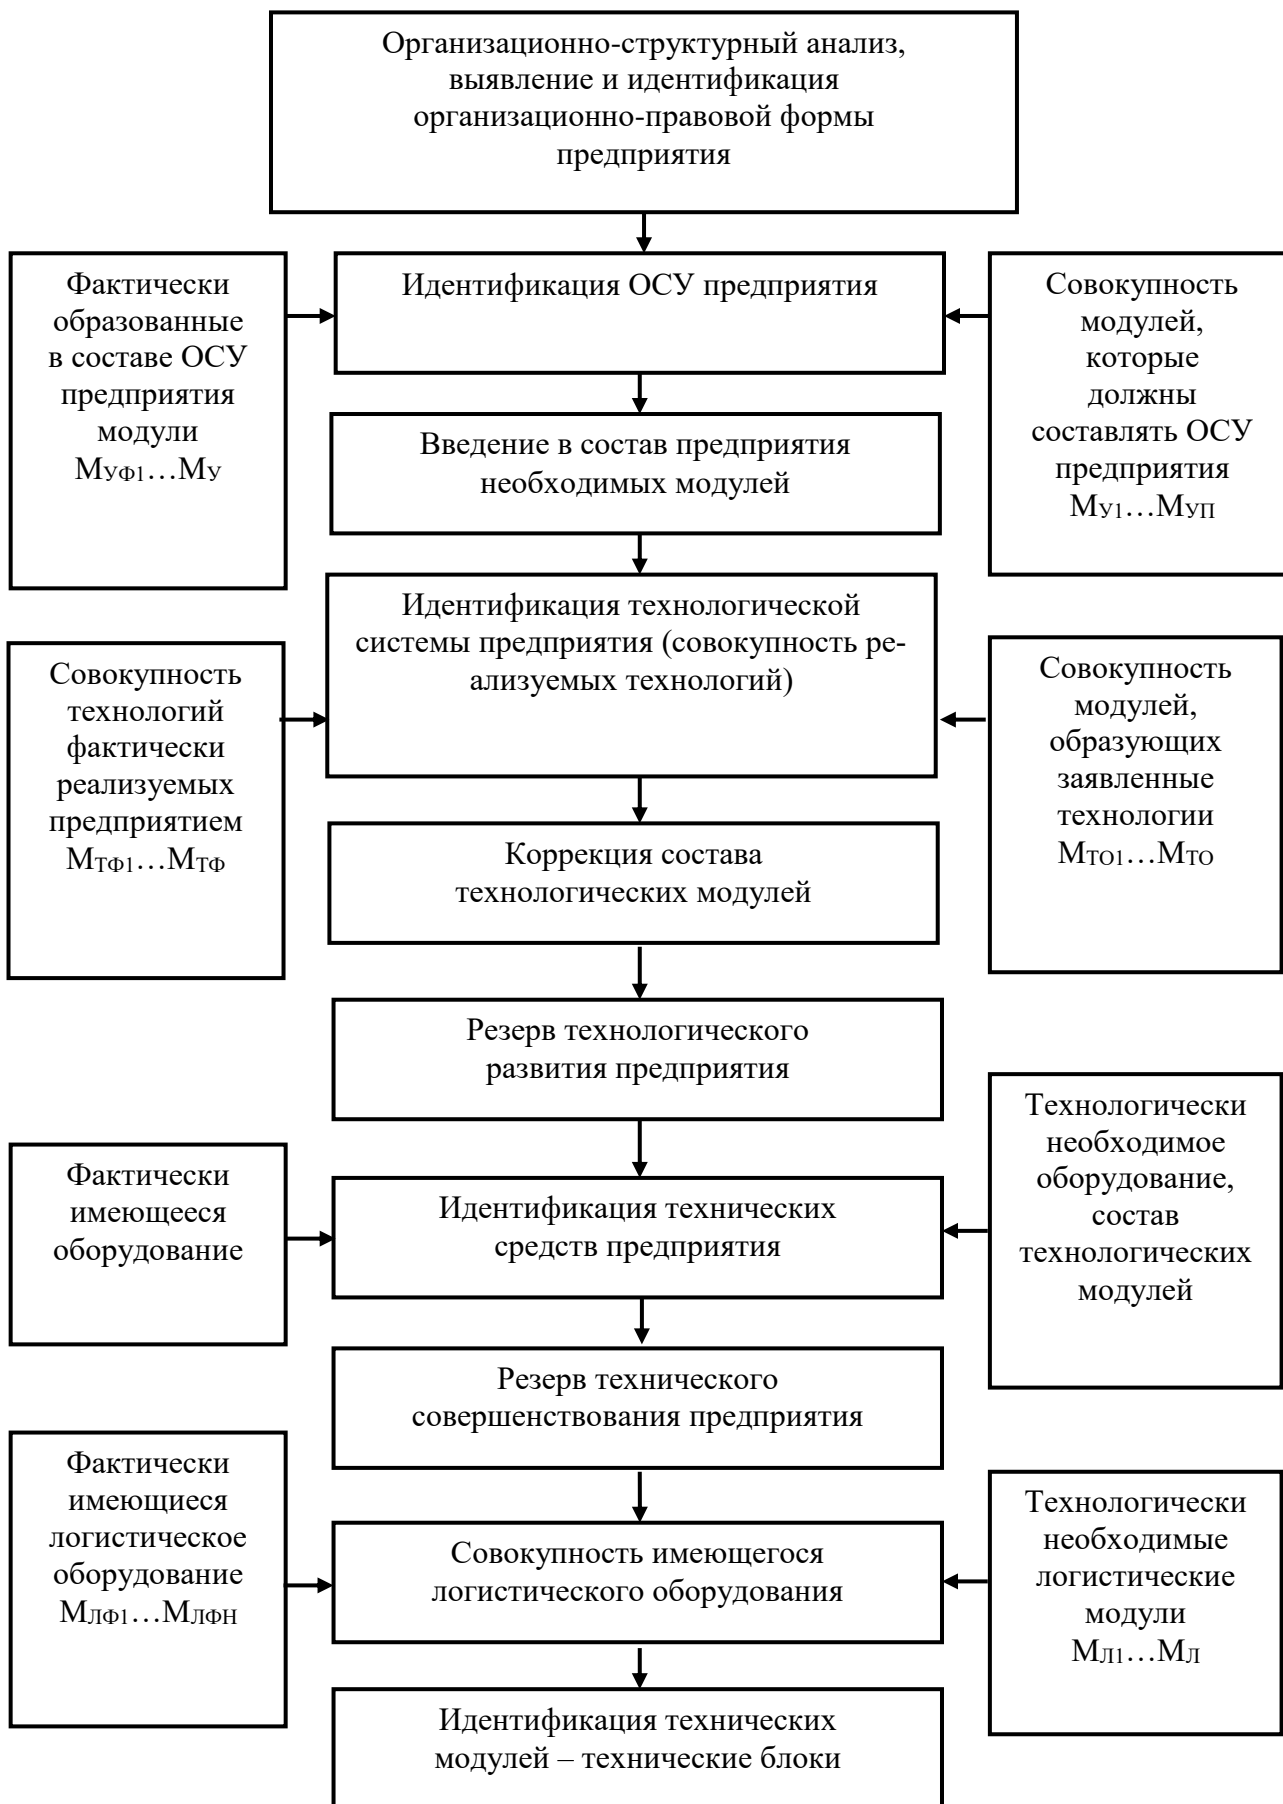 Организационно-структурный анализ,
выявление и идентификация
организационно-правовой формы
предприятия
Фактически
образованные
в составе ОСУ
предприятия
модули
МУФ1…МУ
Идентификация ОСУ предприятия
Совокупность
модулей,
которые
должны
составлять ОСУ
предприятия
МУ1…МУП
Введение в состав предприятия
необходимых модулей
Идентификация технологической
системы предприятия (совокупность ре-
ализуемых технологий)
Совокупность
технологий
фактически
реализуемых
предприятием
МТФ1…МТФ
Совокупность
модулей,
образующих
заявленные
технологии
МТО1…МТО
Коррекция состава
технологических модулей
Резерв технологического
развития предприятия
Фактически
имеющееся
оборудование
Идентификация технических
средств предприятия
Технологически
необходимое
оборудование,
состав
технологических
модулей
Резерв технического
совершенствования предприятия
Фактически
имеющиеся
логистическое
оборудование
МЛФ1…МЛФН
Совокупность имеющегося
логистического оборудования
Технологически
необходимые
логистические
модули
МЛ1…МЛ
Идентификация технических
модулей – технические блоки